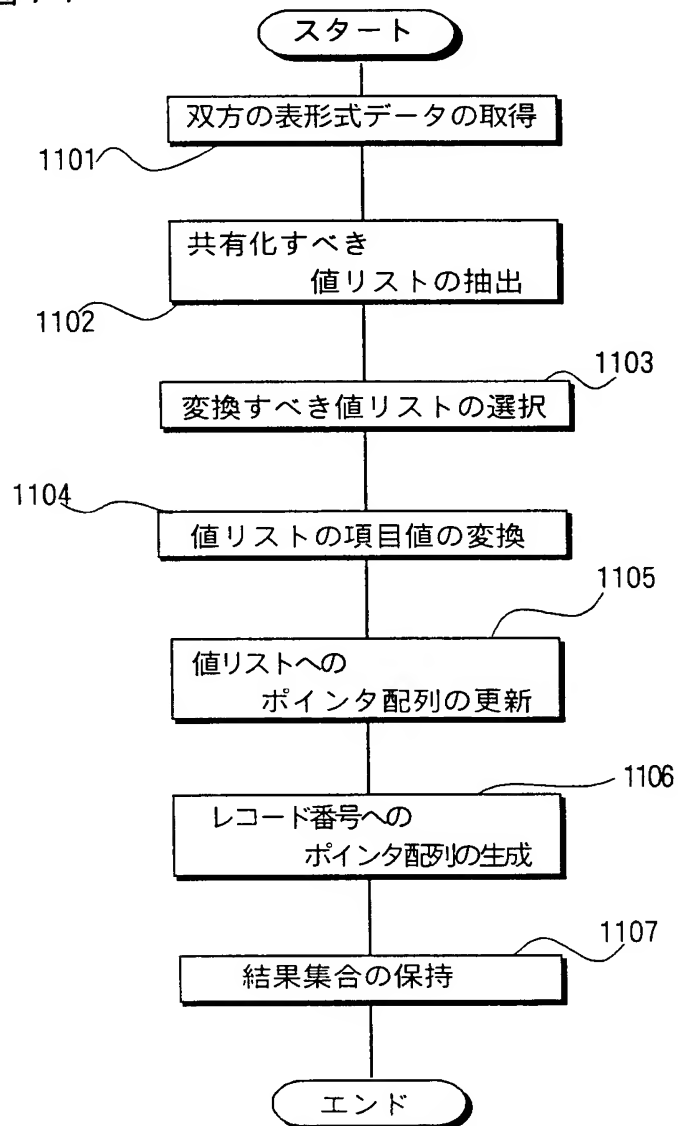 スタート
双方の表形式データの取得
1101
共有化すべき
値リストの抽出
1102
1103
変換すべき値リストの選択
1104
値リストの項目値の変換
1105
値リストへの
ポインタ配列の更新
1106
レコード番号への
ポインタ配列の生成
1107
結果集合の保持
エンド